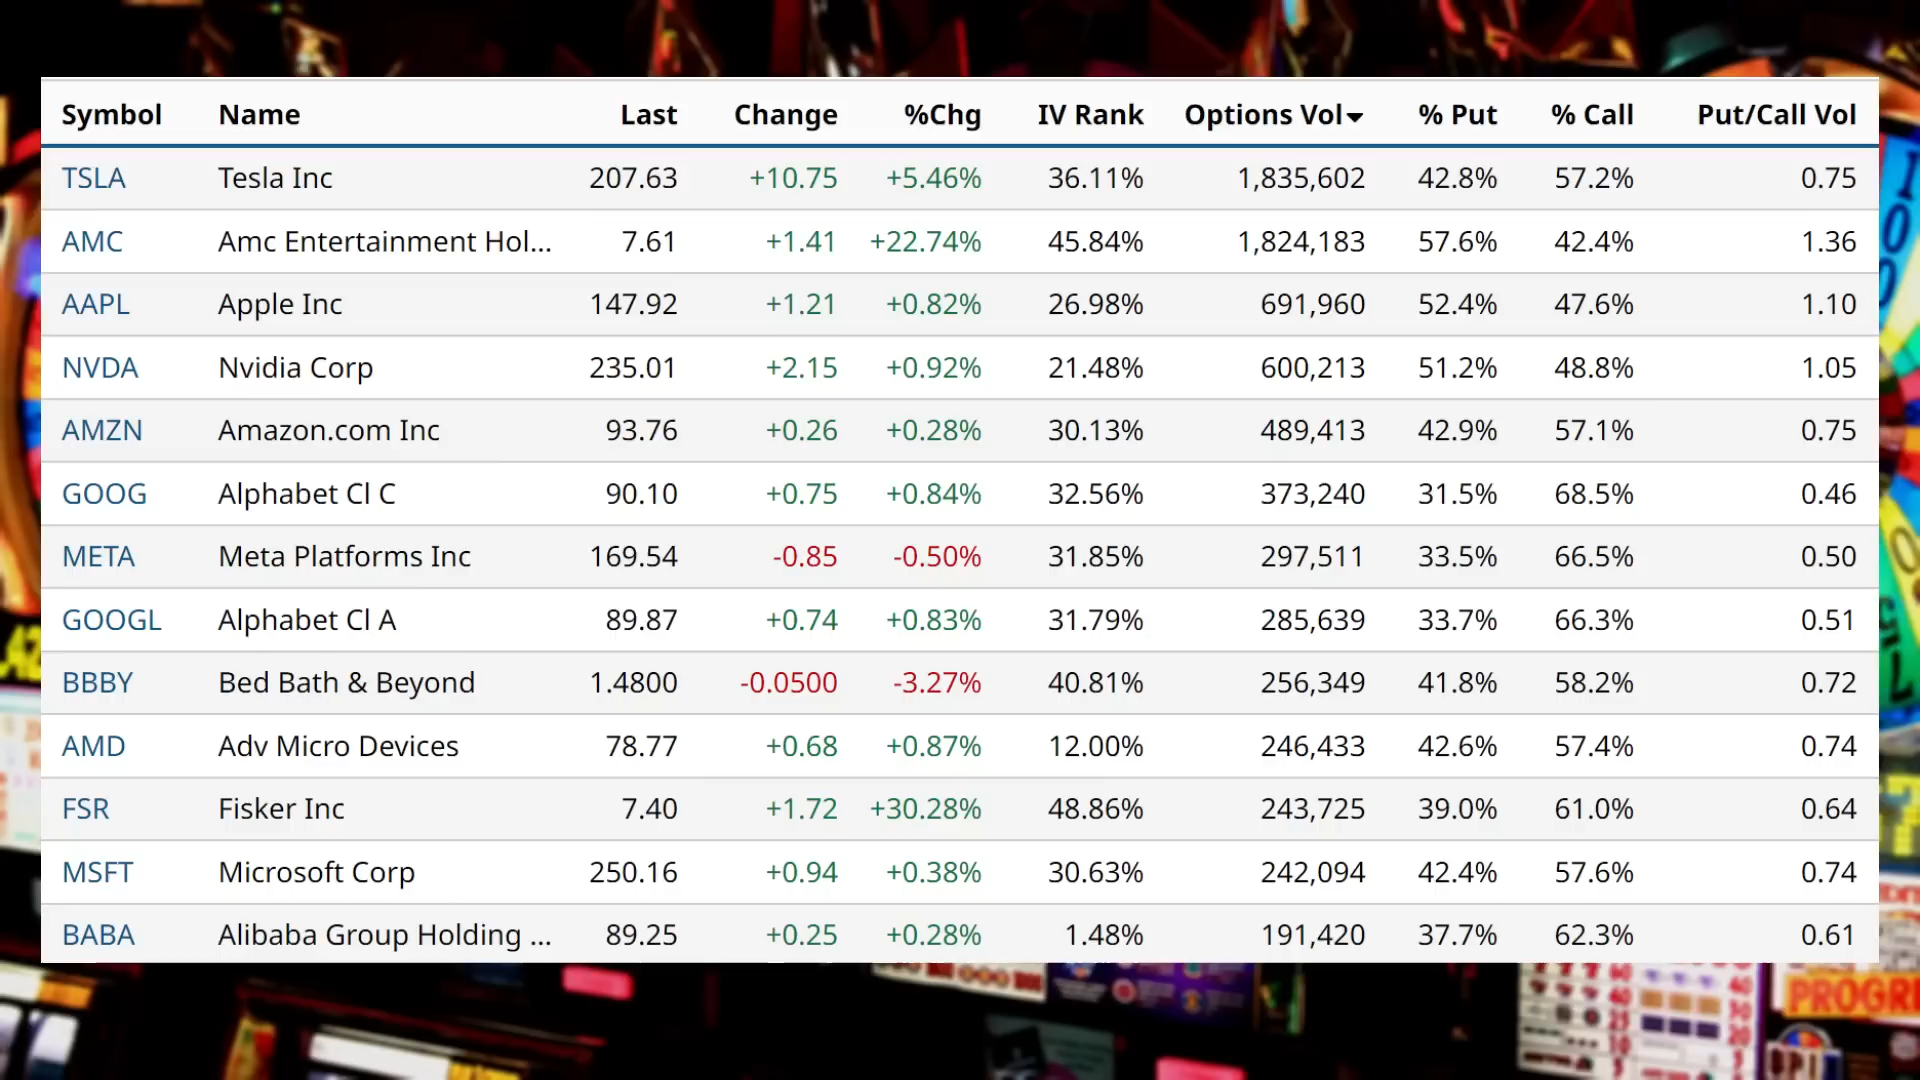 Symbol Name Last Change %Chg IV Rank Options Vol % Put % Call Put/Call Vol
TSLA Tesla Inc 207.63 +10.75 +5.46% 36.11% 1,835,602 42.8% 57.2% 0.75
AMC Amc Entertainment Hol... 7.61 +1.41 +22.74% 45.84% 1,824,183 57.6% 42.4% 1.36
AAPL Apple Inc 147.92 +1.21 +0.82% 26.98% 691,960 52.4% 47.6% 1.10
NVDA Nvidia Corp 235.01 +2.15 +0.92% 21.48% 600,213 51.2% 48.8% 1.05
AMZN Amazon.com Inc 93.76 +0.26 +0.28% 30.13% 489,413 42.9% 57.1% 0.75
GOOG Alphabet Cl C 90.10 +0.75 +0.84% 32.56% 373,240 31.5% 68.5% 0.46
META Meta Platforms Inc 169.54 -0.85 -0.50% 31.85% 297,511 33.5% 66.5% 0.50
GOOGL Alphabet Cl A 89.87 +0.74 +0.83% 31.79% 285,639 33.7% 66.3% 0.51
BBBY Bed Bath & Beyond 1.4800 -0.0500 -3.27% 40.81% 256,349 41.8% 58.2% 0.72
AMD Adv Micro Devices 78.77 +0.68 +0.87% 12.00% 246,433 42.6% 57.4% 0.74
FSR Fisker Inc 7.40 +1.72 +30.28% 48.86% 243,725 39.0% 61.0% 0.64
MSFT Microsoft Corp 250.16 +0.94 +0.38% 30.63% 242,094 42.4% 57.6% 0.74
BABA Alibaba Group Holding ... 89.25 +0.25 +0.28% 1.48% 191,420 37.7% 62.3% 0.61